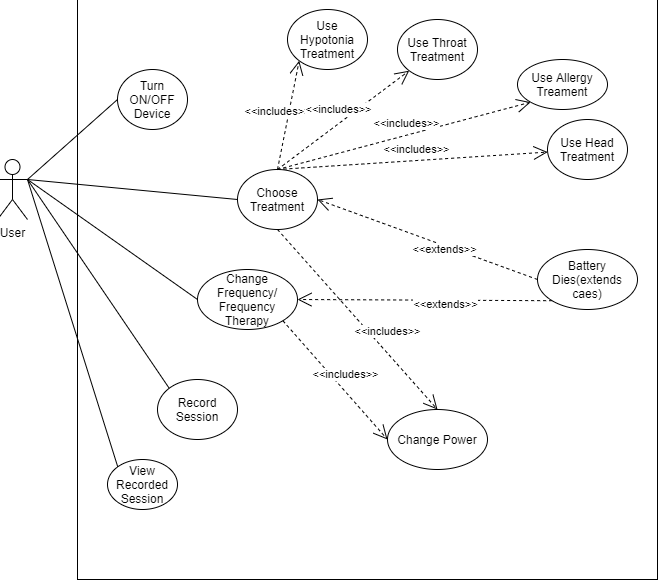 Use
Hypotonia
Treatment
Use Throat
Treatment
Use Allergy
Treament
Use Head
Treatment
Turn
ON/OFF
Device
<<includes>>
<<includes>>
<<includes>>
<<includes>>
User
Choose
Treatment
<<extends>>
Battery
Dies(extends
caes)
Change
Frequency/
Frequency
Therapy
<<extends>>
<<includes>>
<<includes>>
Record
Session
Change Power
View
Recorded
Session